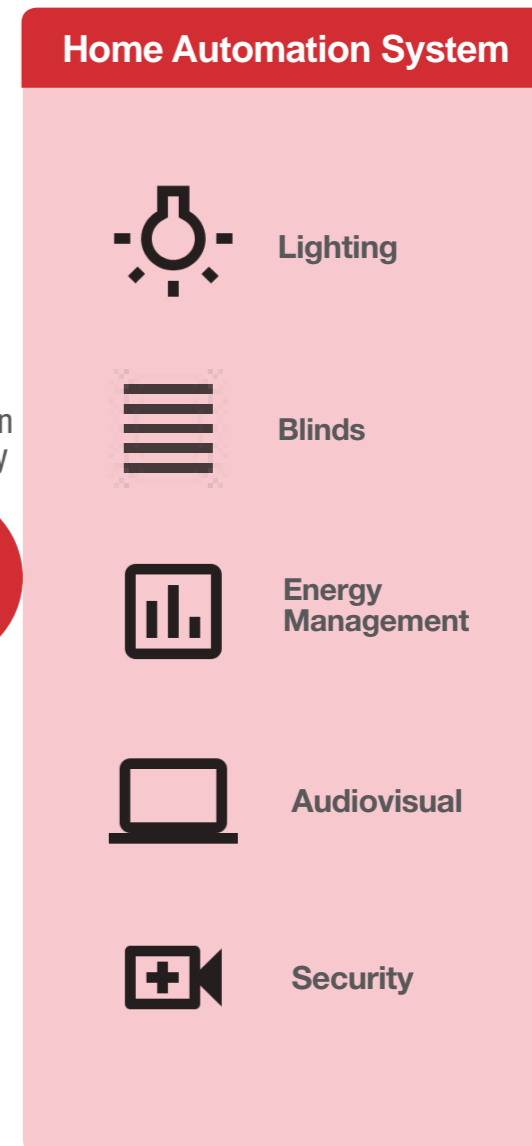 Home Automation System
Lighting
Blinds
Energy
Management
Audiovisual
Security